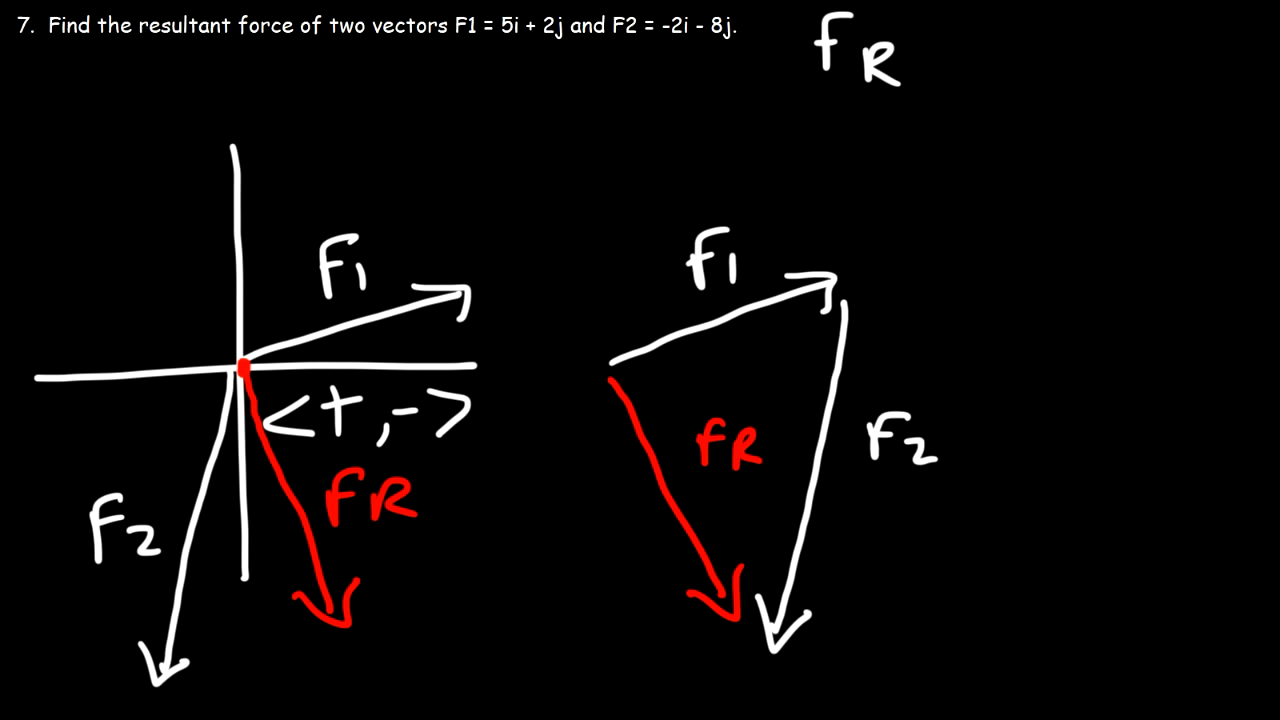 7. Find the resultant force of two vectors F1 = 5i + 2j and F2 = -2i - 8j.
FR
F1
F1
<+,->
FR
F2
FR
F2